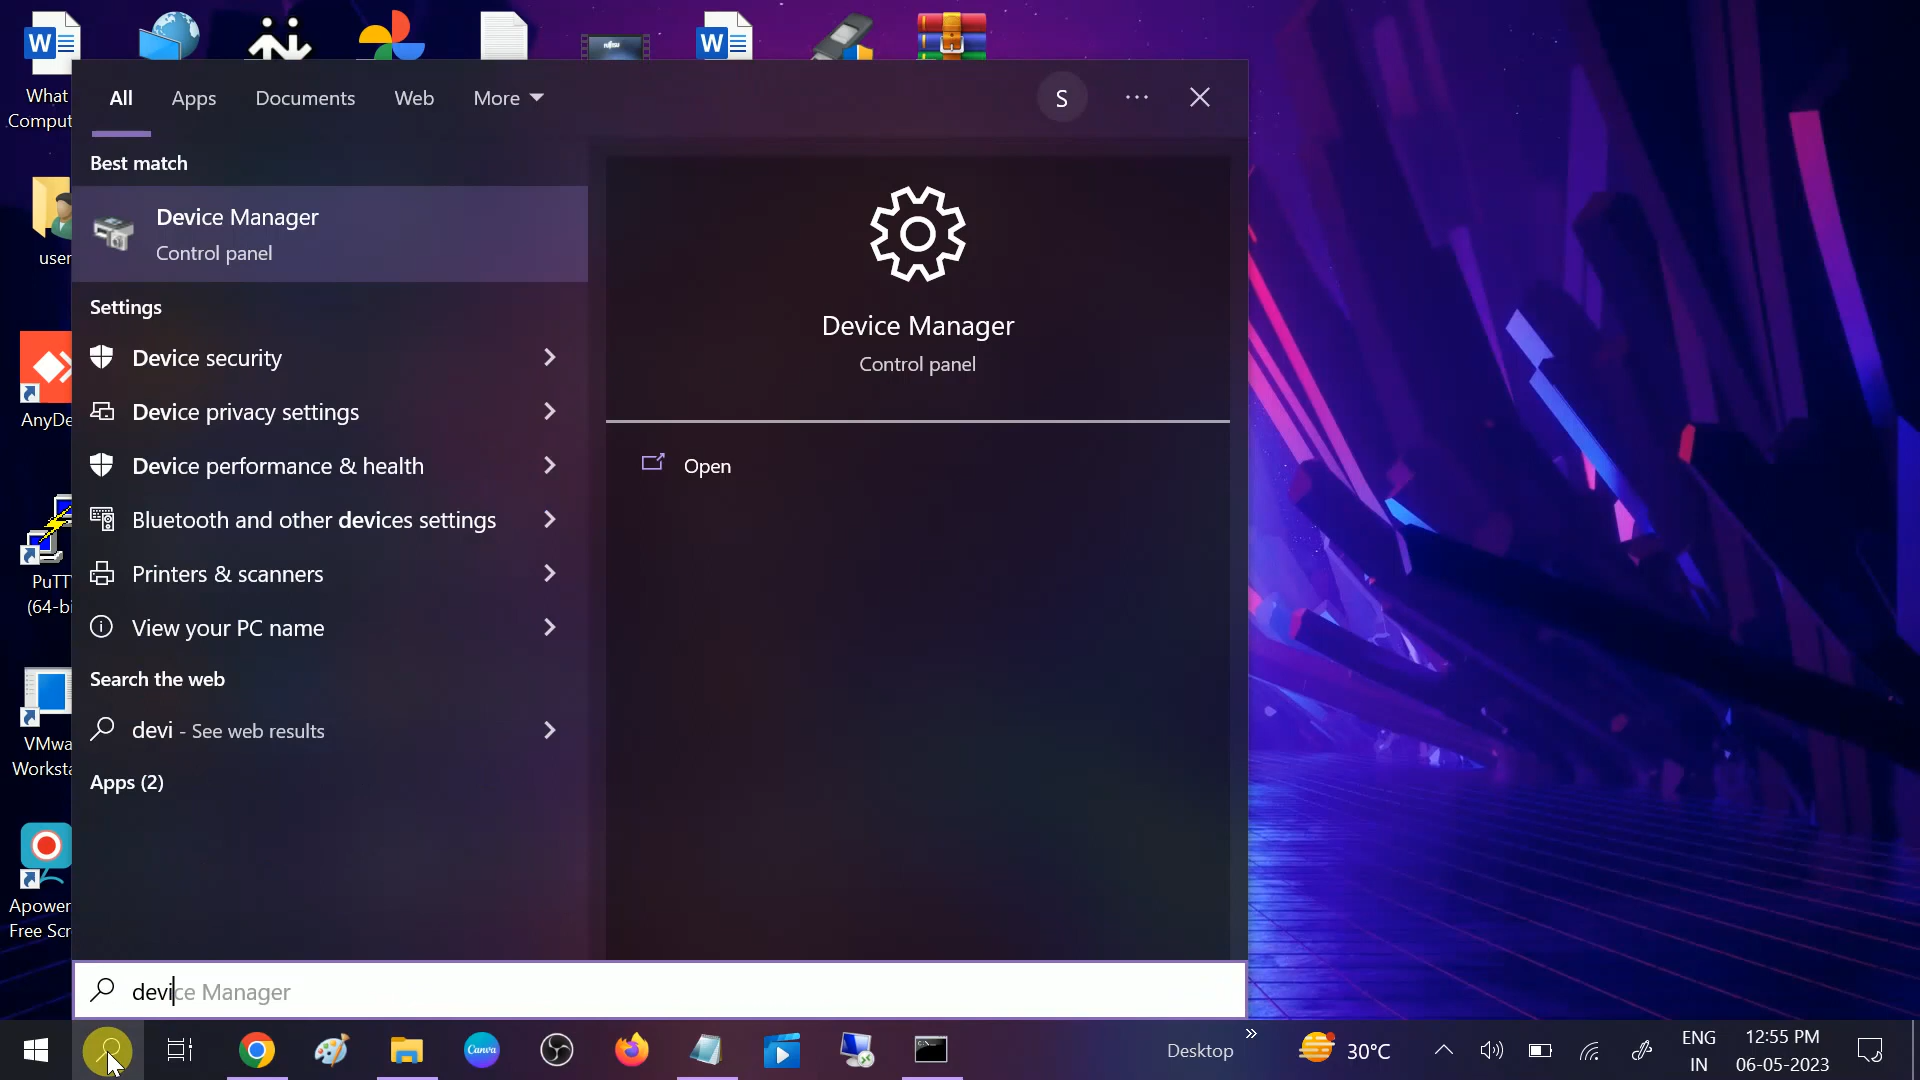 What
Comput
user
AnyDe
PuTT
(64-bi
VMwa
Worksta
Apower
Free Scr
W
FUJITSU
W
All
Apps
Documents
Web
More
S
Best match
Device Manager
Control panel
Settings
Device security
Device privacy settings
Device performance & health
Bluetooth and other devices settings
Printers & scanners
View your PC name
Search the web
devi - See web results
Apps (2)
Device Manager
Control panel
Open
device Manager
Canva
Desktop
30°C
ENG
IN
12:55 PM
06-05-2023